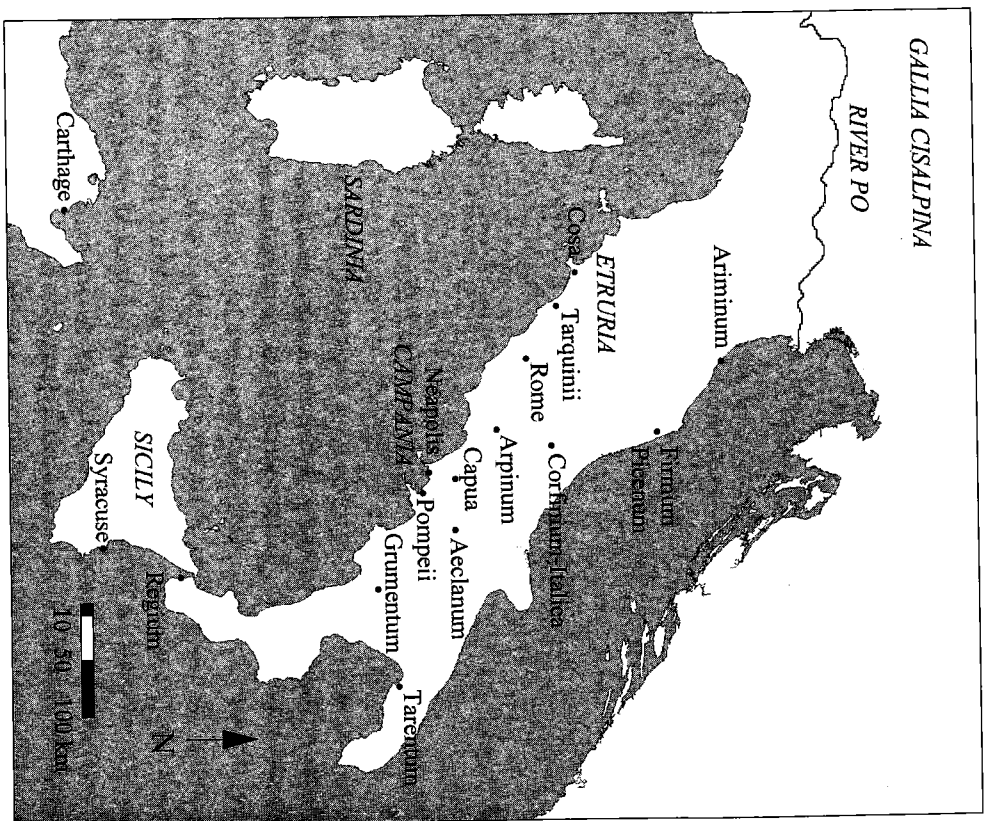 GALLIA CISALPINA
RIVER PO
Ariminum
Firmum
Picenum
ETRURIA
Cosa
Tarquinii
Corfinium-Italica
Rome
Arpinum
Capua
Aeclanum
Neapolis
Pompeii
Tarentum
CAMPANIA
Grumentum
SARDINIA
N
Regium
SICILY
Syracuse
Carthage
10 50 100 km